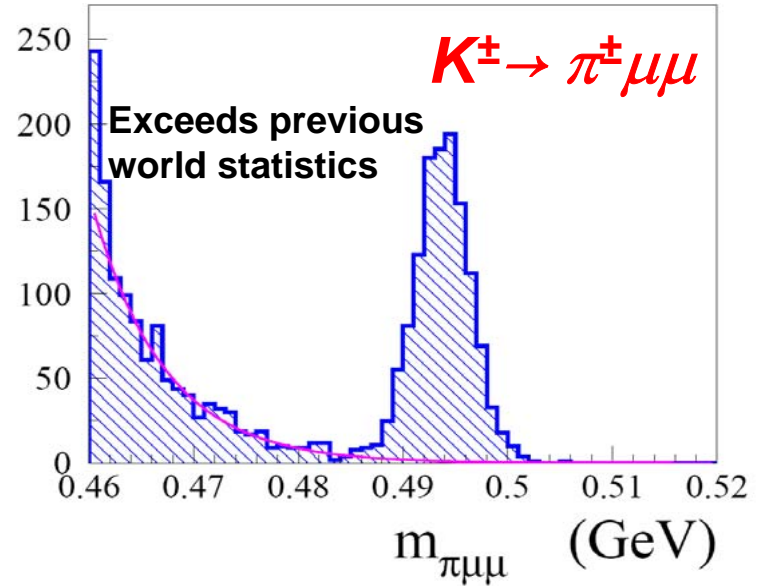 K± → π±μμ
Exceeds previous
world statistics
250
200
150
100
50
0
0.46 0.47 0.48 0.49 0.5 0.51 0.52
mπμμ (GeV)